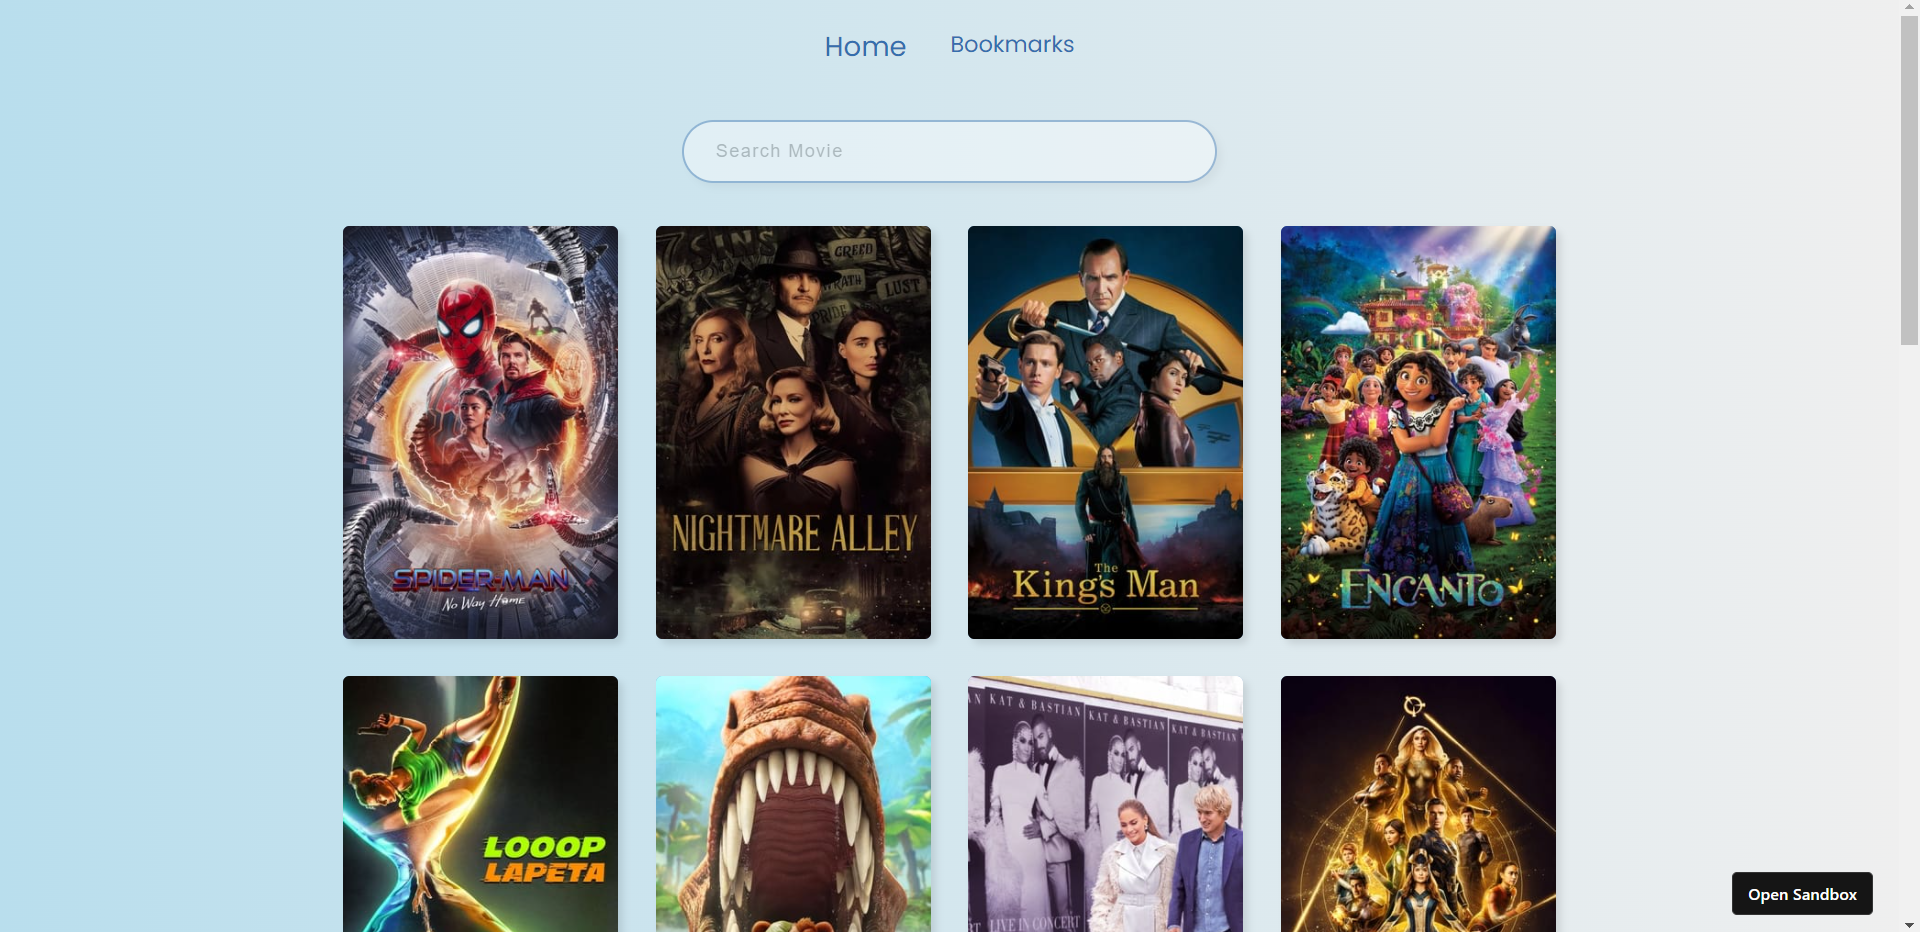 Home
Bookmarks
Search Movie
SPIDER-MAN
No Way Home
7 SINS
GREED
WRATH
LUST
PRIDE
NIGHTMARE ALLEY
The
King's Man
ENCANTO
LOOOP
LAPETA
KAT & BASTIAN
KAT & BASTIAN
KAT & BASTIAN
LIVE IN CONCERT
Open Sandbox